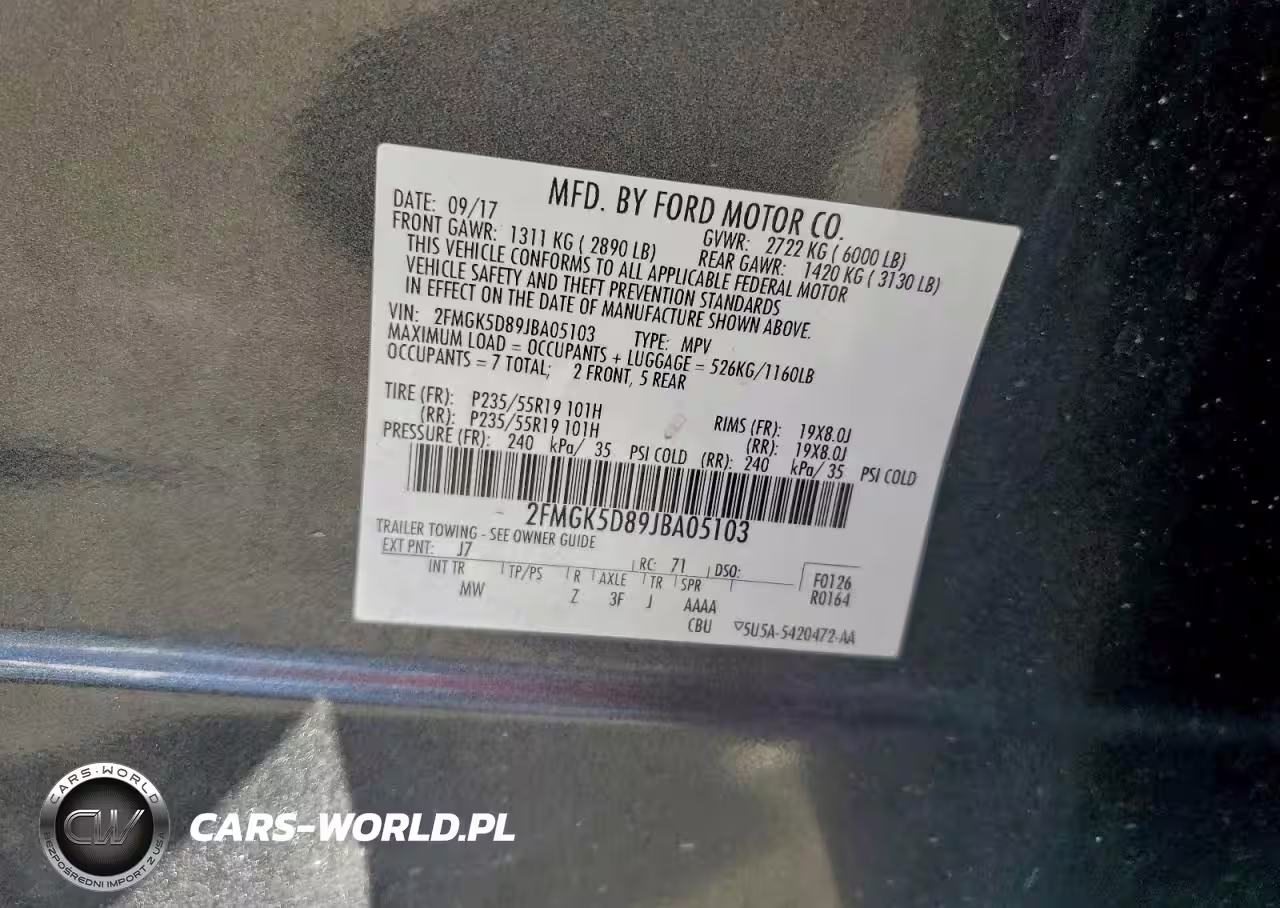 MFD. BY FORD MOTOR CO.
DATE: 09/17 GVWR: 2722 KG ( 6000 LB)
FRONT GAWR: 1311 KG ( 2890 LB) REAR GAWR: 1420 KG ( 3130 LB)
THIS VEHICLE CONFORMS TO ALL APPLICABLE FEDERAL MOTOR
VEHICLE SAFETY AND THEFT PREVENTION STANDARDS
IN EFFECT ON THE DATE OF MANUFACTURE SHOWN ABOVE.
VIN: 2FMGK5D89JBA05103 TYPE: MPV
MAXIMUM LOAD = OCCUPANTS + LUGGAGE = 526KG/1160LB
OCCUPANTS = 7 TOTAL; 2 FRONT, 5 REAR
TIRE (FR): P235/55R19 101H RIMS (FR): 19X8.0J
(RR): P235/55R19 101H (RR): 19X8.0J
PRESSURE (FR): 240 kPa/ 35 PSI COLD (RR): 240 kPa/ 35 PSI COLD
2FMGK5D89JBA05103
TRAILER TOWING - SEE OWNER GUIDE
EXT PNT: J7 RC: 71 DSO:
INT TR TP/PS R AXLE TR SPR F0126
MW Z 3F J AAAA R0164
CBU ▽5U5A-5420472-AA
CARS-WORLD
CW
BEZPOŚREDNI IMPORT Z USA
CARS-WORLD.PL